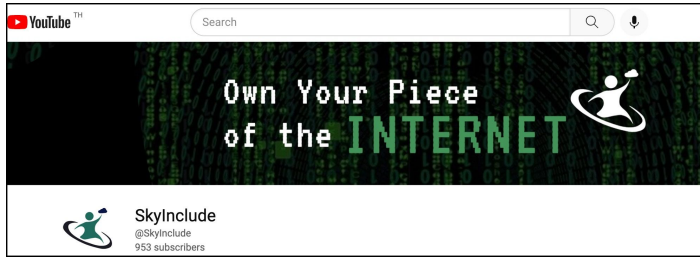 YouTube TH
Search
Own Your Piece
of the INTERNET
SkyInclude
@SkyInclude
953 subscribers